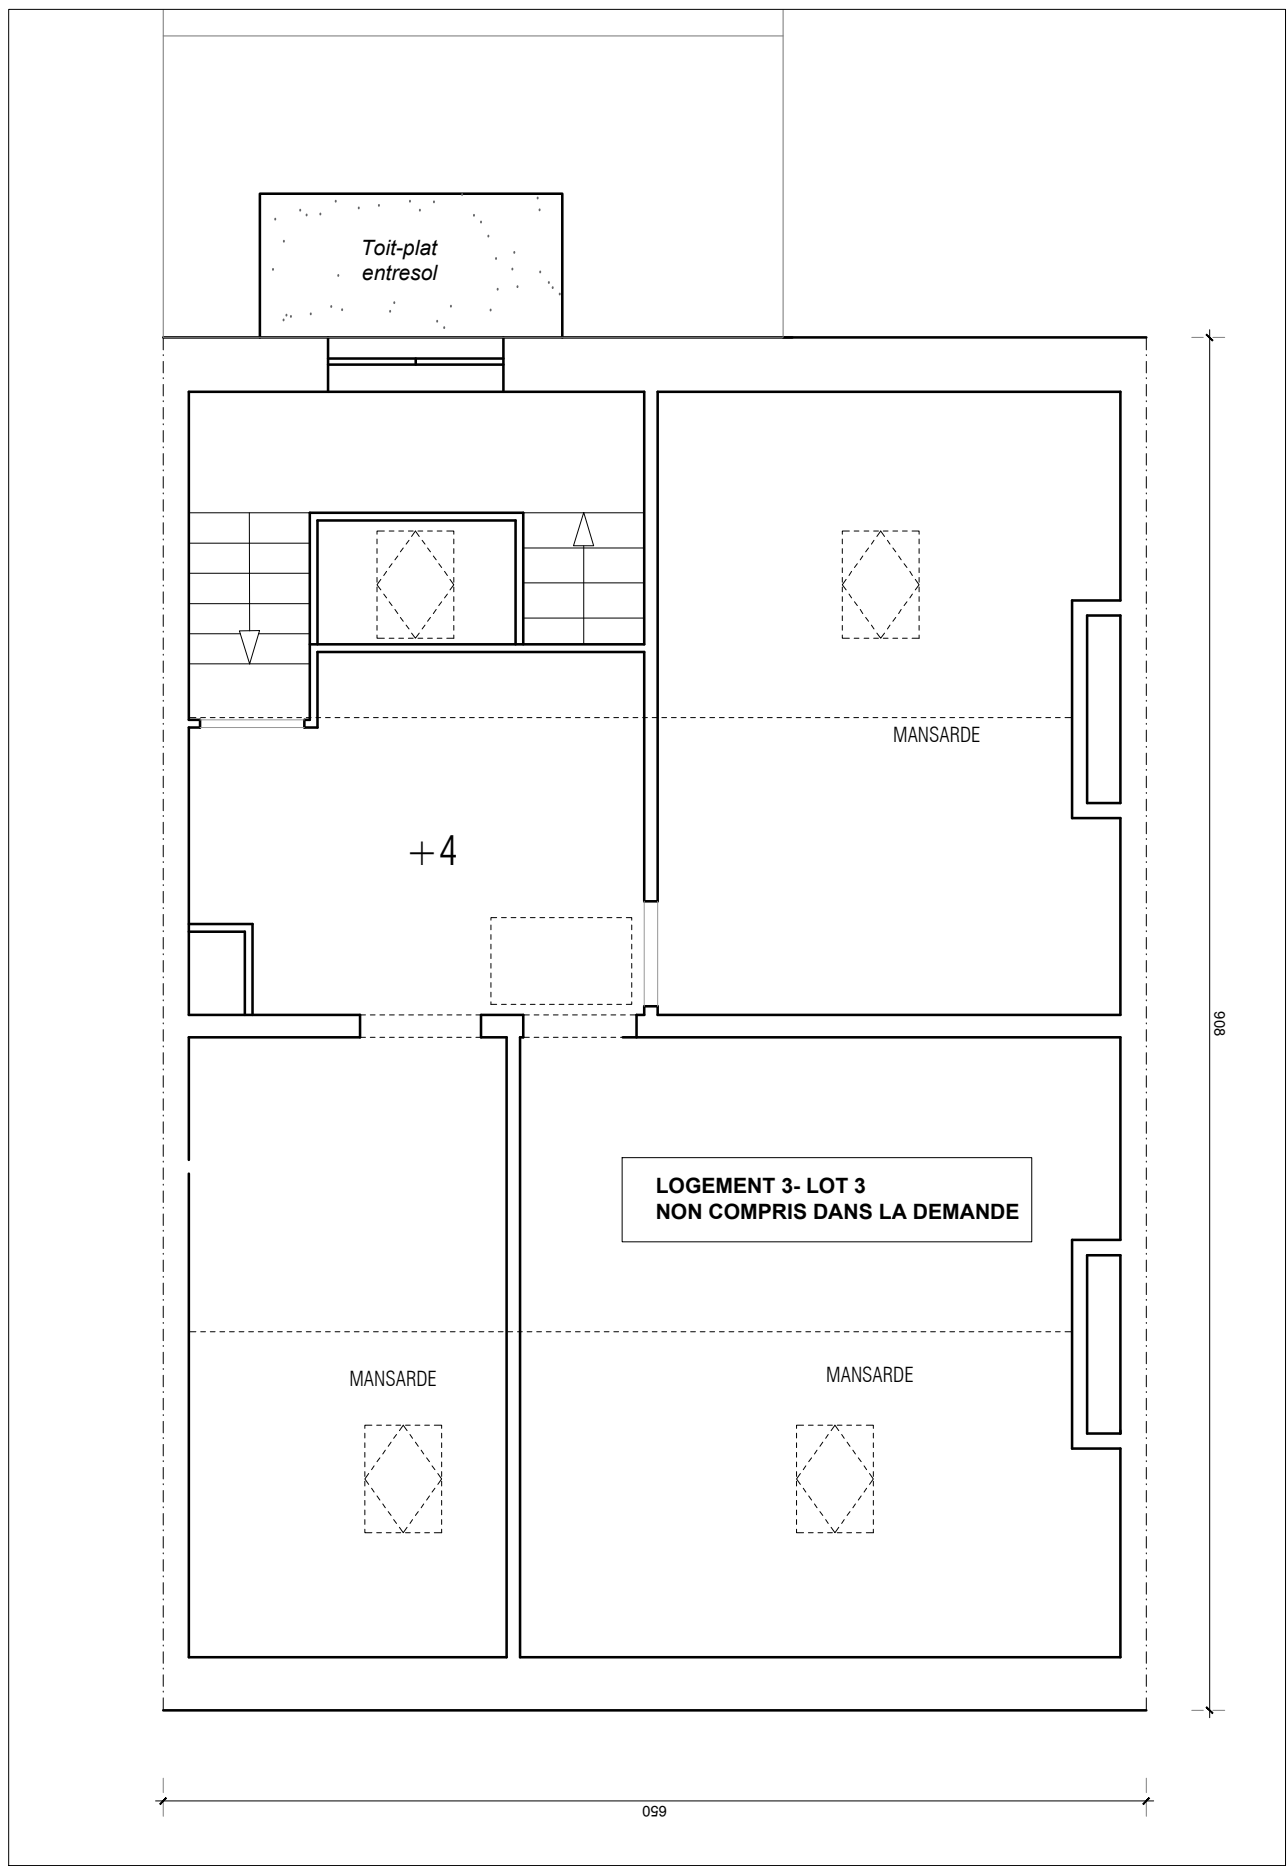 Toit-plat
entresol
MANSARDE
+4
908
LOGEMENT 3- LOT 3
NON COMPRIS DANS LA DEMANDE
MANSARDE
MANSARDE
650